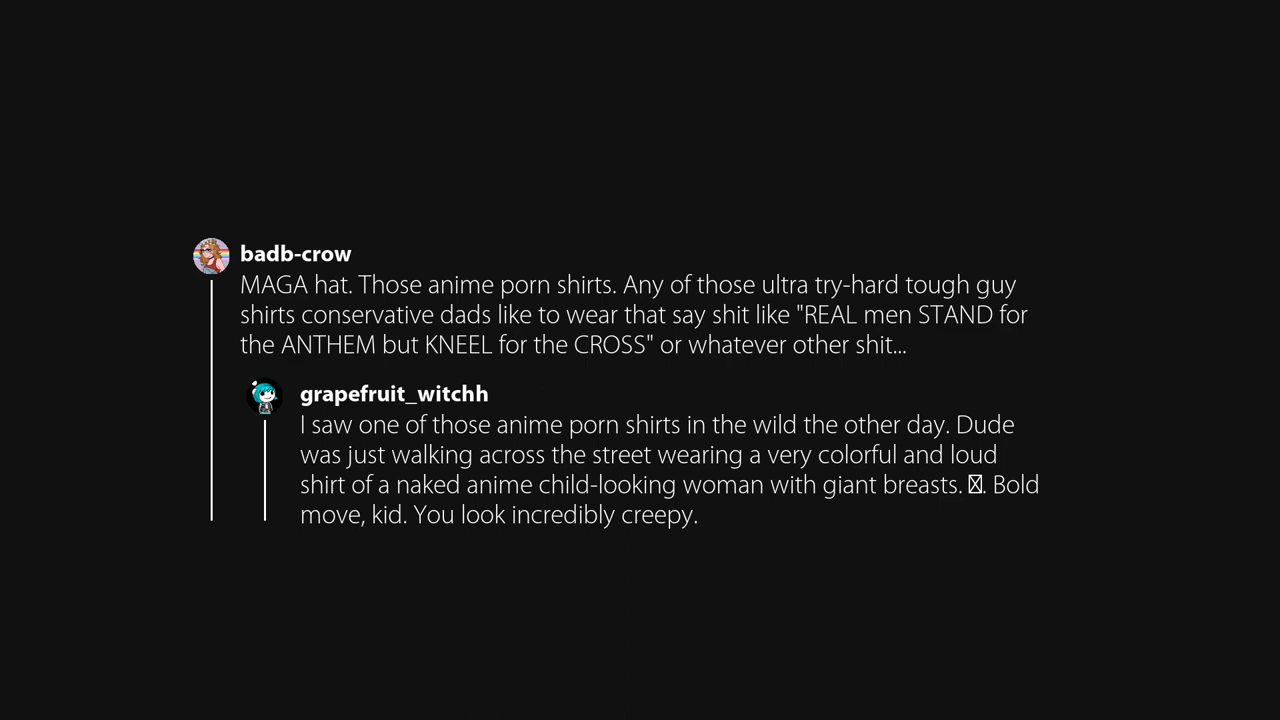 badb-crow
MAGA hat. Those anime porn shirts. Any of those ultra try-hard tough guy
shirts conservative dads like to wear that say shit like "REAL men STAND for
the ANTHEM but KNEEL for the CROSS" or whatever other shit...
grapefruit_witchh
I saw one of those anime porn shirts in the wild the other day. Dude
was just walking across the street wearing a very colorful and loud
shirt of a naked anime child-looking woman with giant breasts. ☒. Bold
move, kid. You look incredibly creepy.